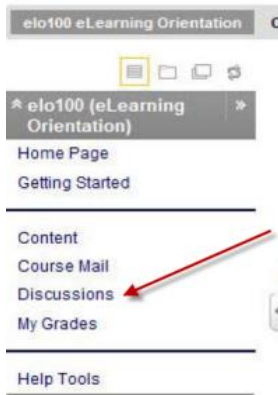 elo100 eLearning Orientation
elo100 (eLearning
Orientation)
Home Page
Getting Started
Content
Course Mail
Discussions
My Grades
Help Tools